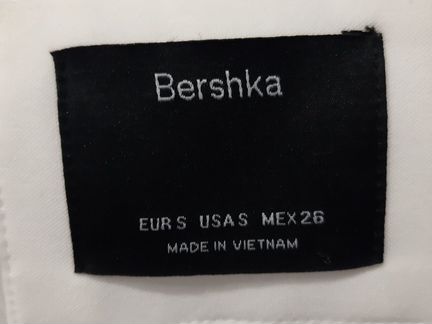 Bershka
EUR S USA S MEX 26
MADE IN VIETNAM